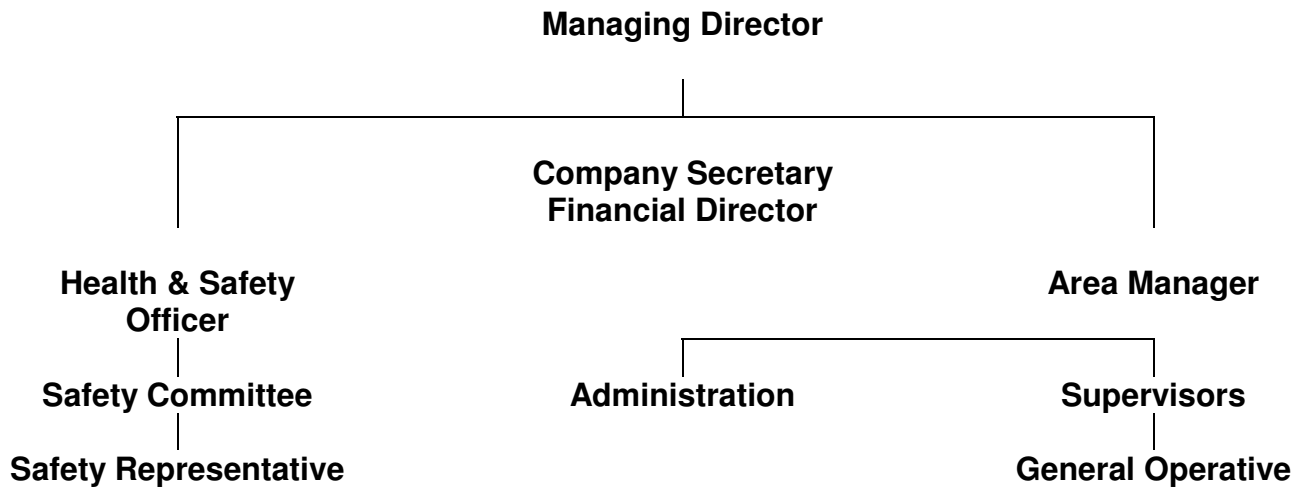 Managing Director
Company Secretary
Financial Director
Health & Safety
Officer
Area Manager
Safety Committee
Administration
Supervisors
Safety Representative
General Operative